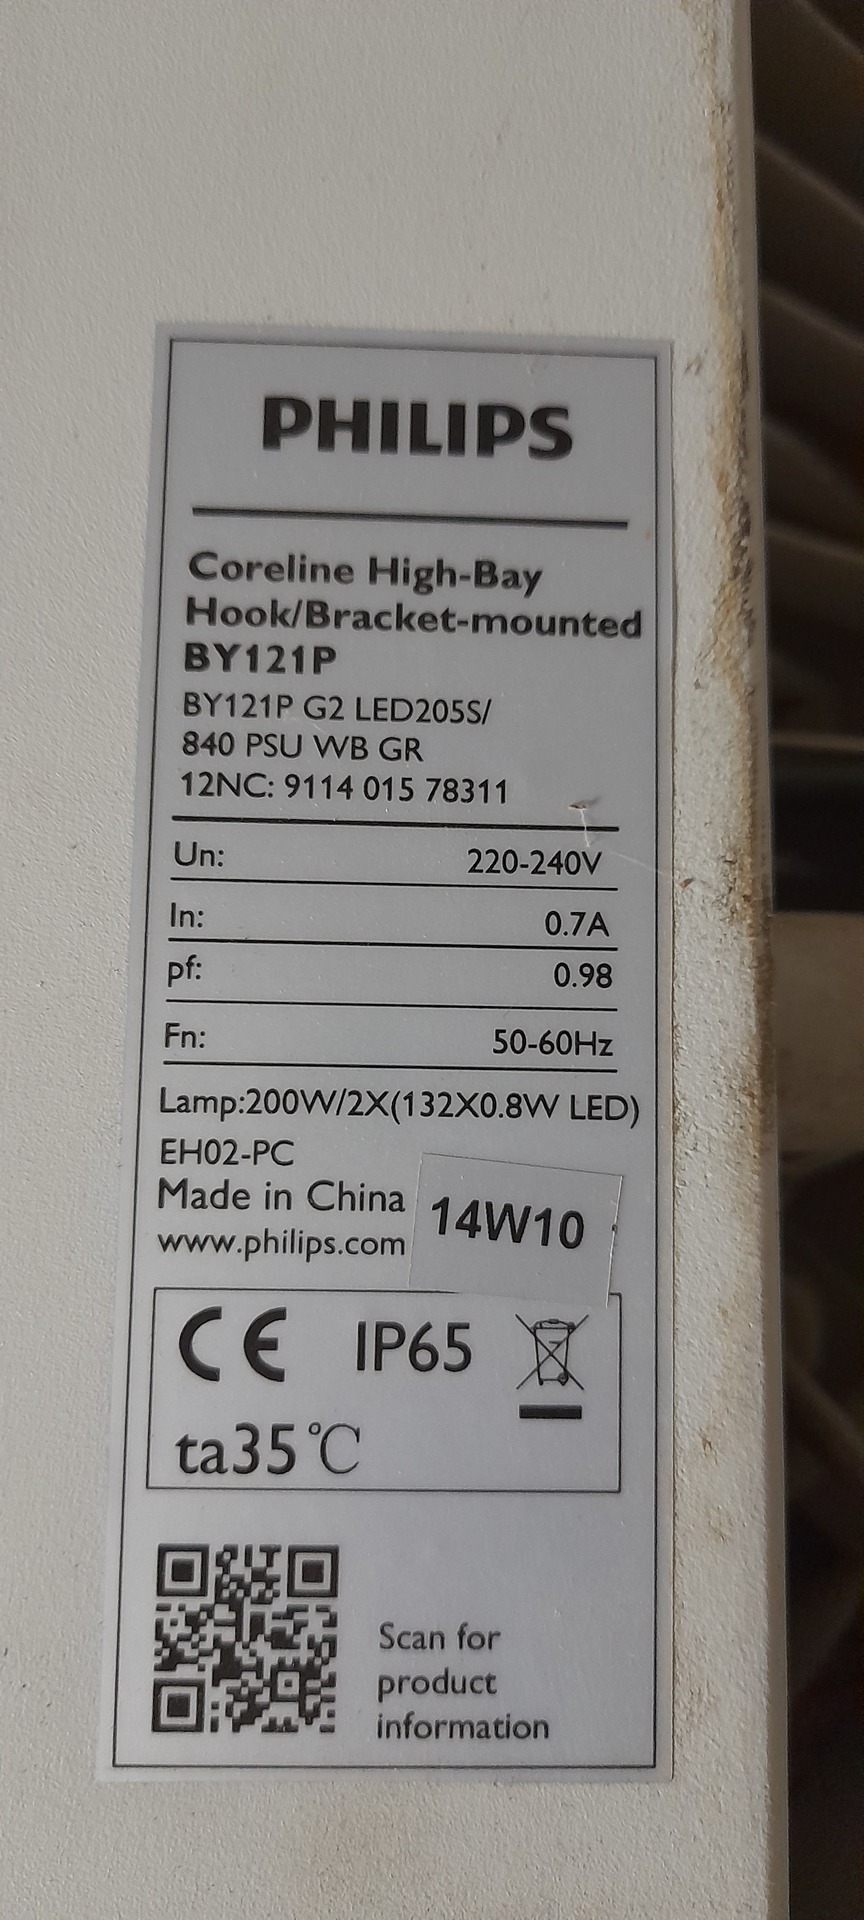 PHILIPS
Coreline High-Bay
Hook/Bracket-mounted
BY121P
BY121P G2 LED205S/
840 PSU WB GR
12NC: 9114 015 78311
Un: 220-240V
In: 0.7A
pf: 0.98
Fn: 50-60Hz
Lamp:200W/2X(132X0.8W LED)
EH02-PC
Made in China
www.philips.com
14W10
CE IP65
ta35℃
Scan for
product
information